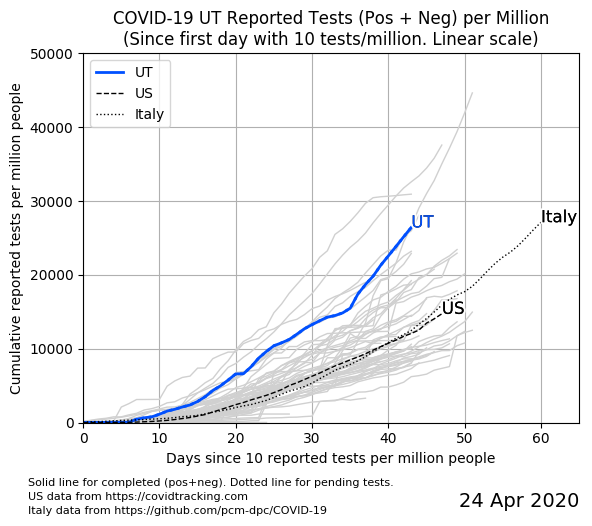 COVID-19 UT Reported Tests (Pos + Neg) per Million
(Since first day with 10 tests/million. Linear scale)
Cumulative reported tests per million people
50000
40000
30000
20000
10000
0
UT
US
Italy
UT
Italy
US
0 10 20 30 40 50 60
Days since 10 reported tests per million people
Solid line for completed (pos+neg). Dotted line for pending tests.
US data from https://covidtracking.com
Italy data from https://github.com/pcm-dpc/COVID-19
24 Apr 2020